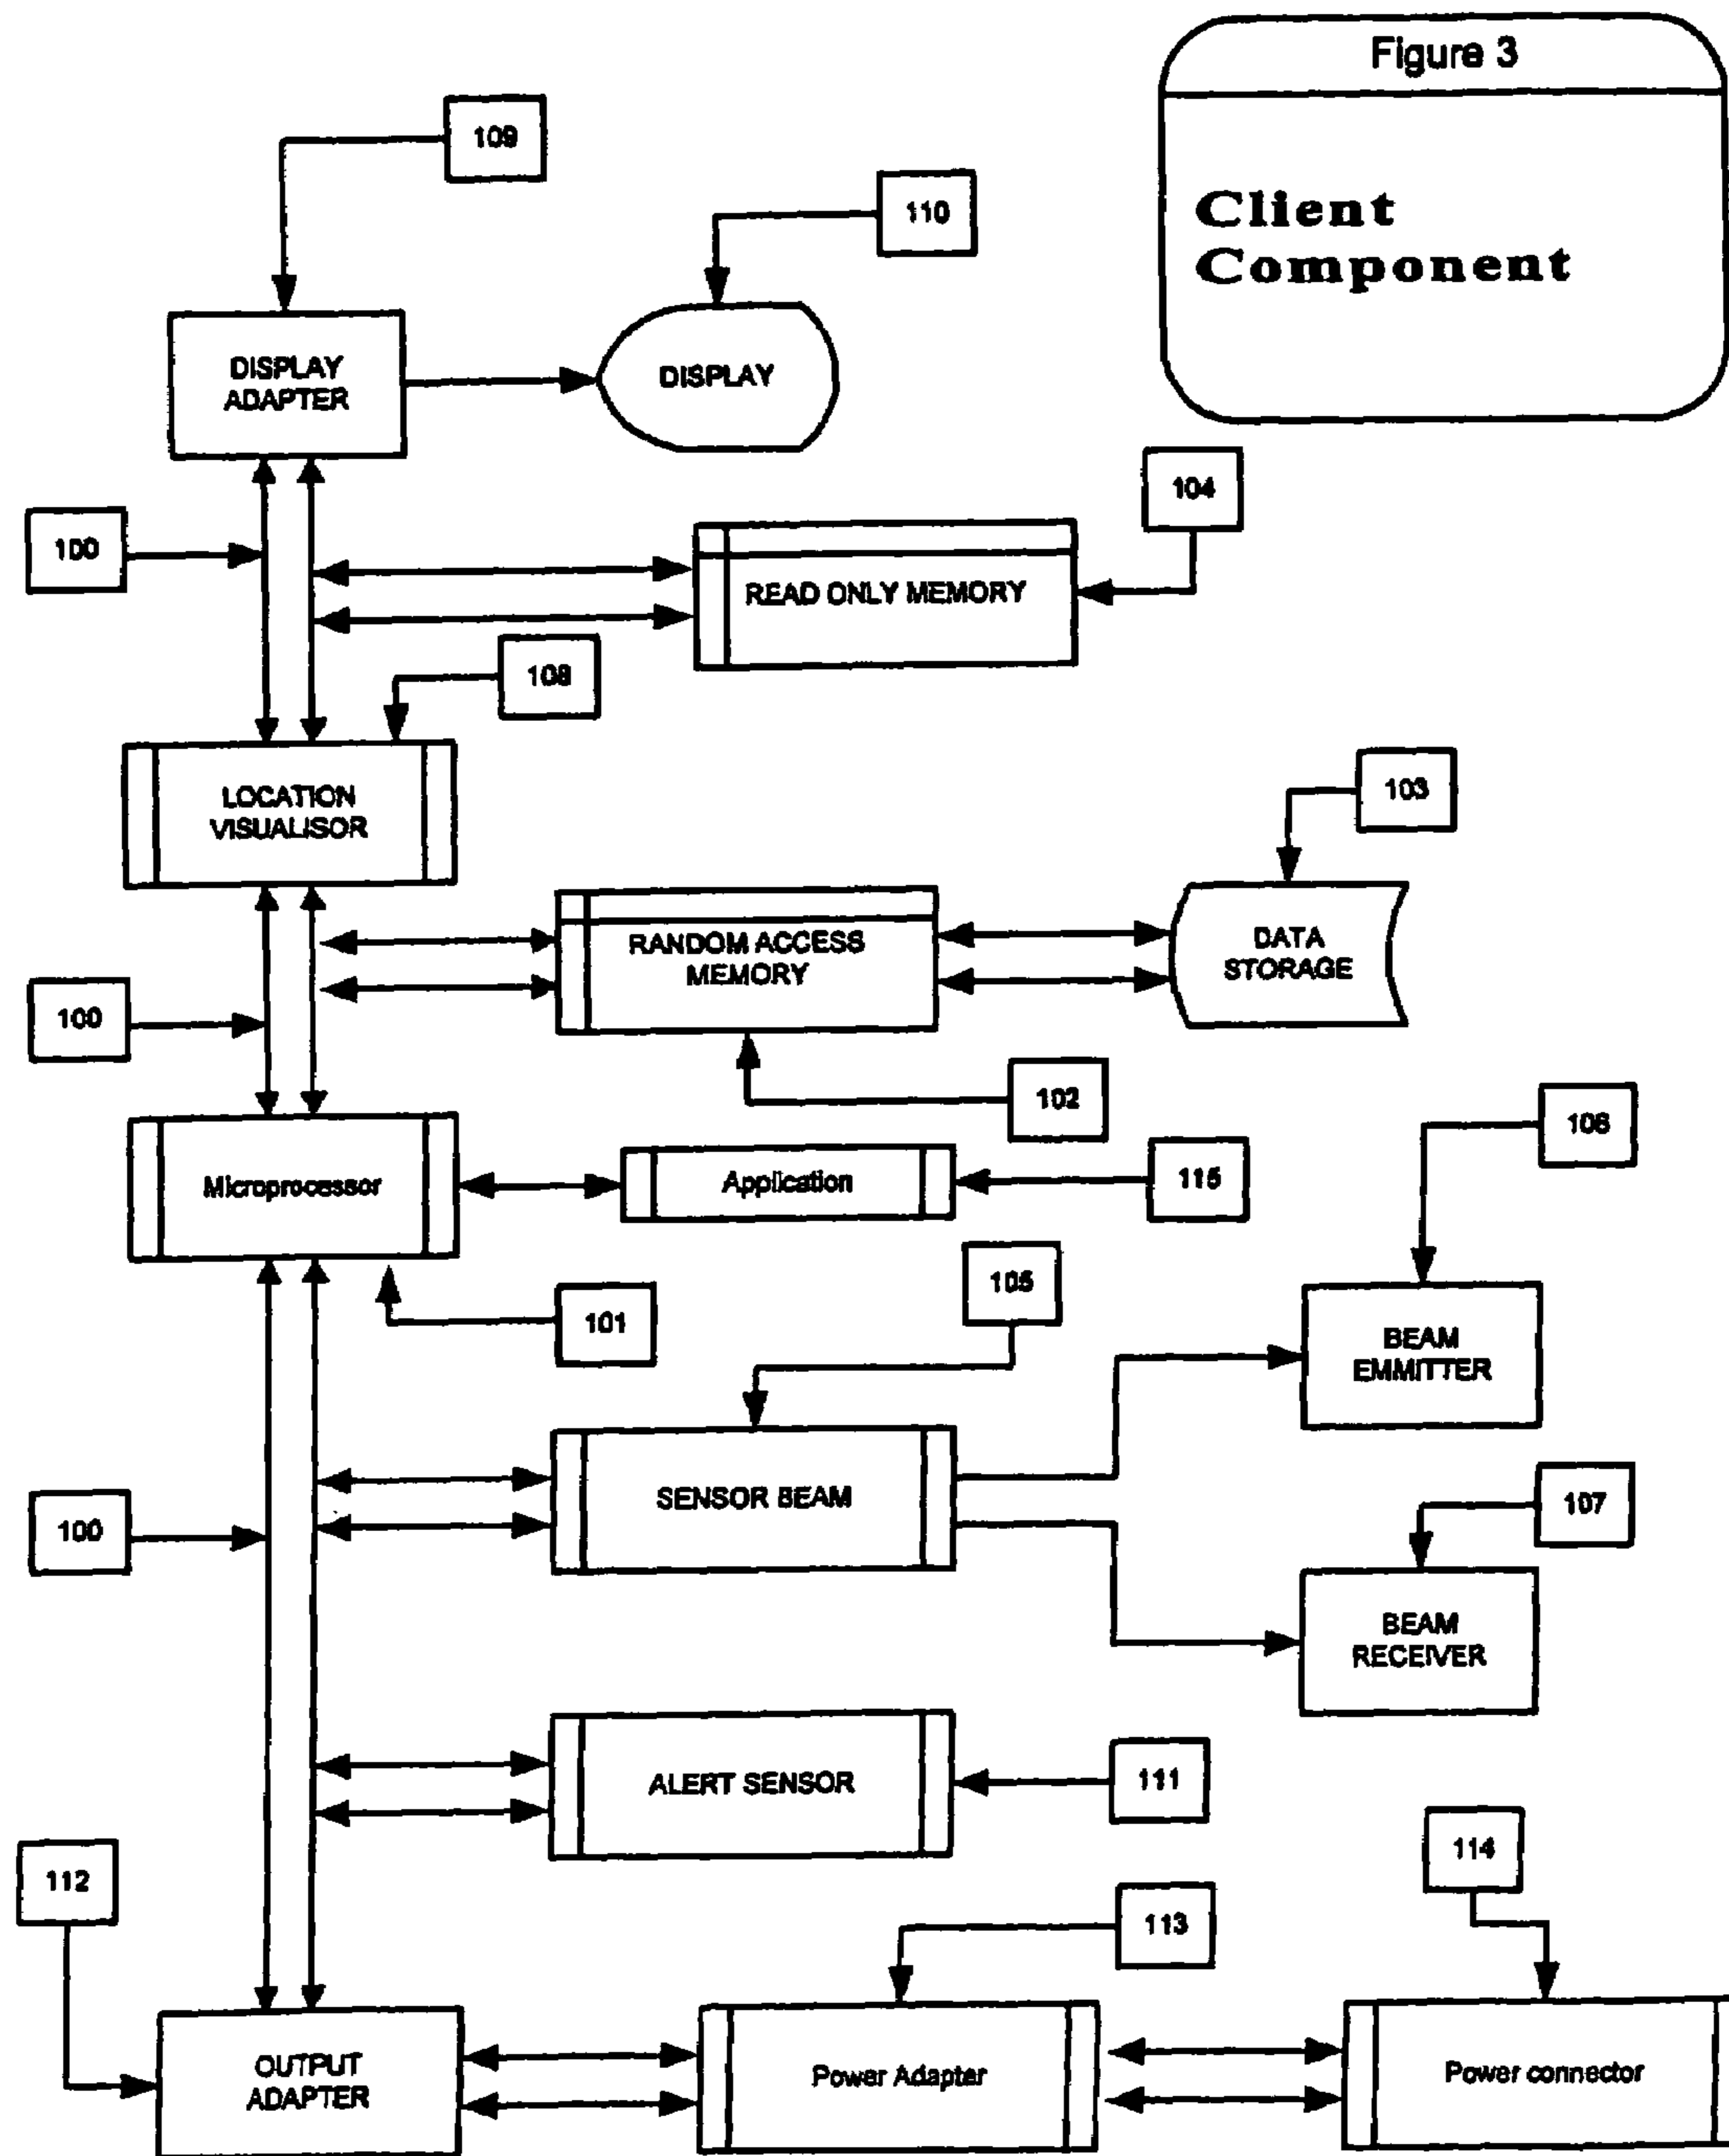 Figure 3
Client
Component
109
110
DISPLAY
ADAPTER
DISPLAY
104
100
READ ONLY MEMORY
108
LOCATION
VISUALISOR
103
RANDOM ACCESS
MEMORY
DATA
STORAGE
100
102
106
Microprocessor
Application
115
105
101
BEAM
EMMITTER
SENSOR BEAM
100
107
BEAM
RECEIVER
ALERT SENSOR
111
114
112
113
OUTPUT
ADAPTER
Power Adapter
Power connector